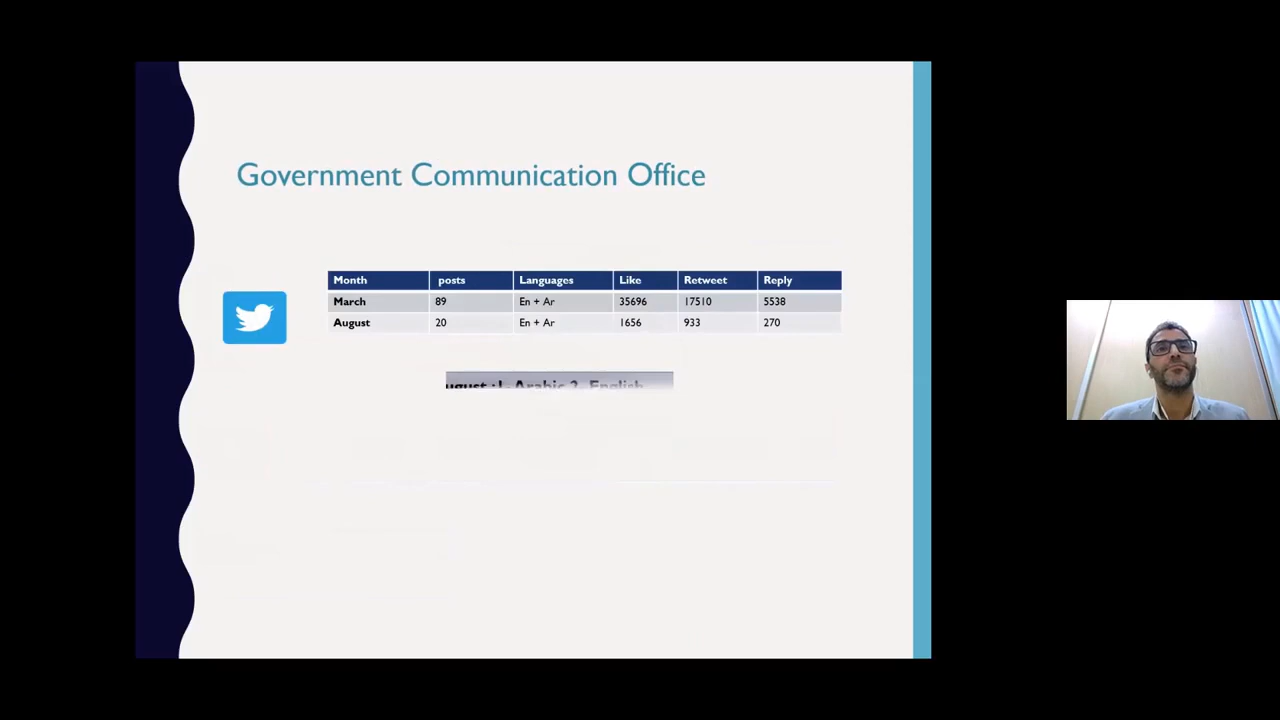 Government Communication Office
Month posts Languages Like Retweet Reply
March 89 En + Ar 35696 17510 5538
August 20 En + Ar 1656 933 270
Arabic 2- English